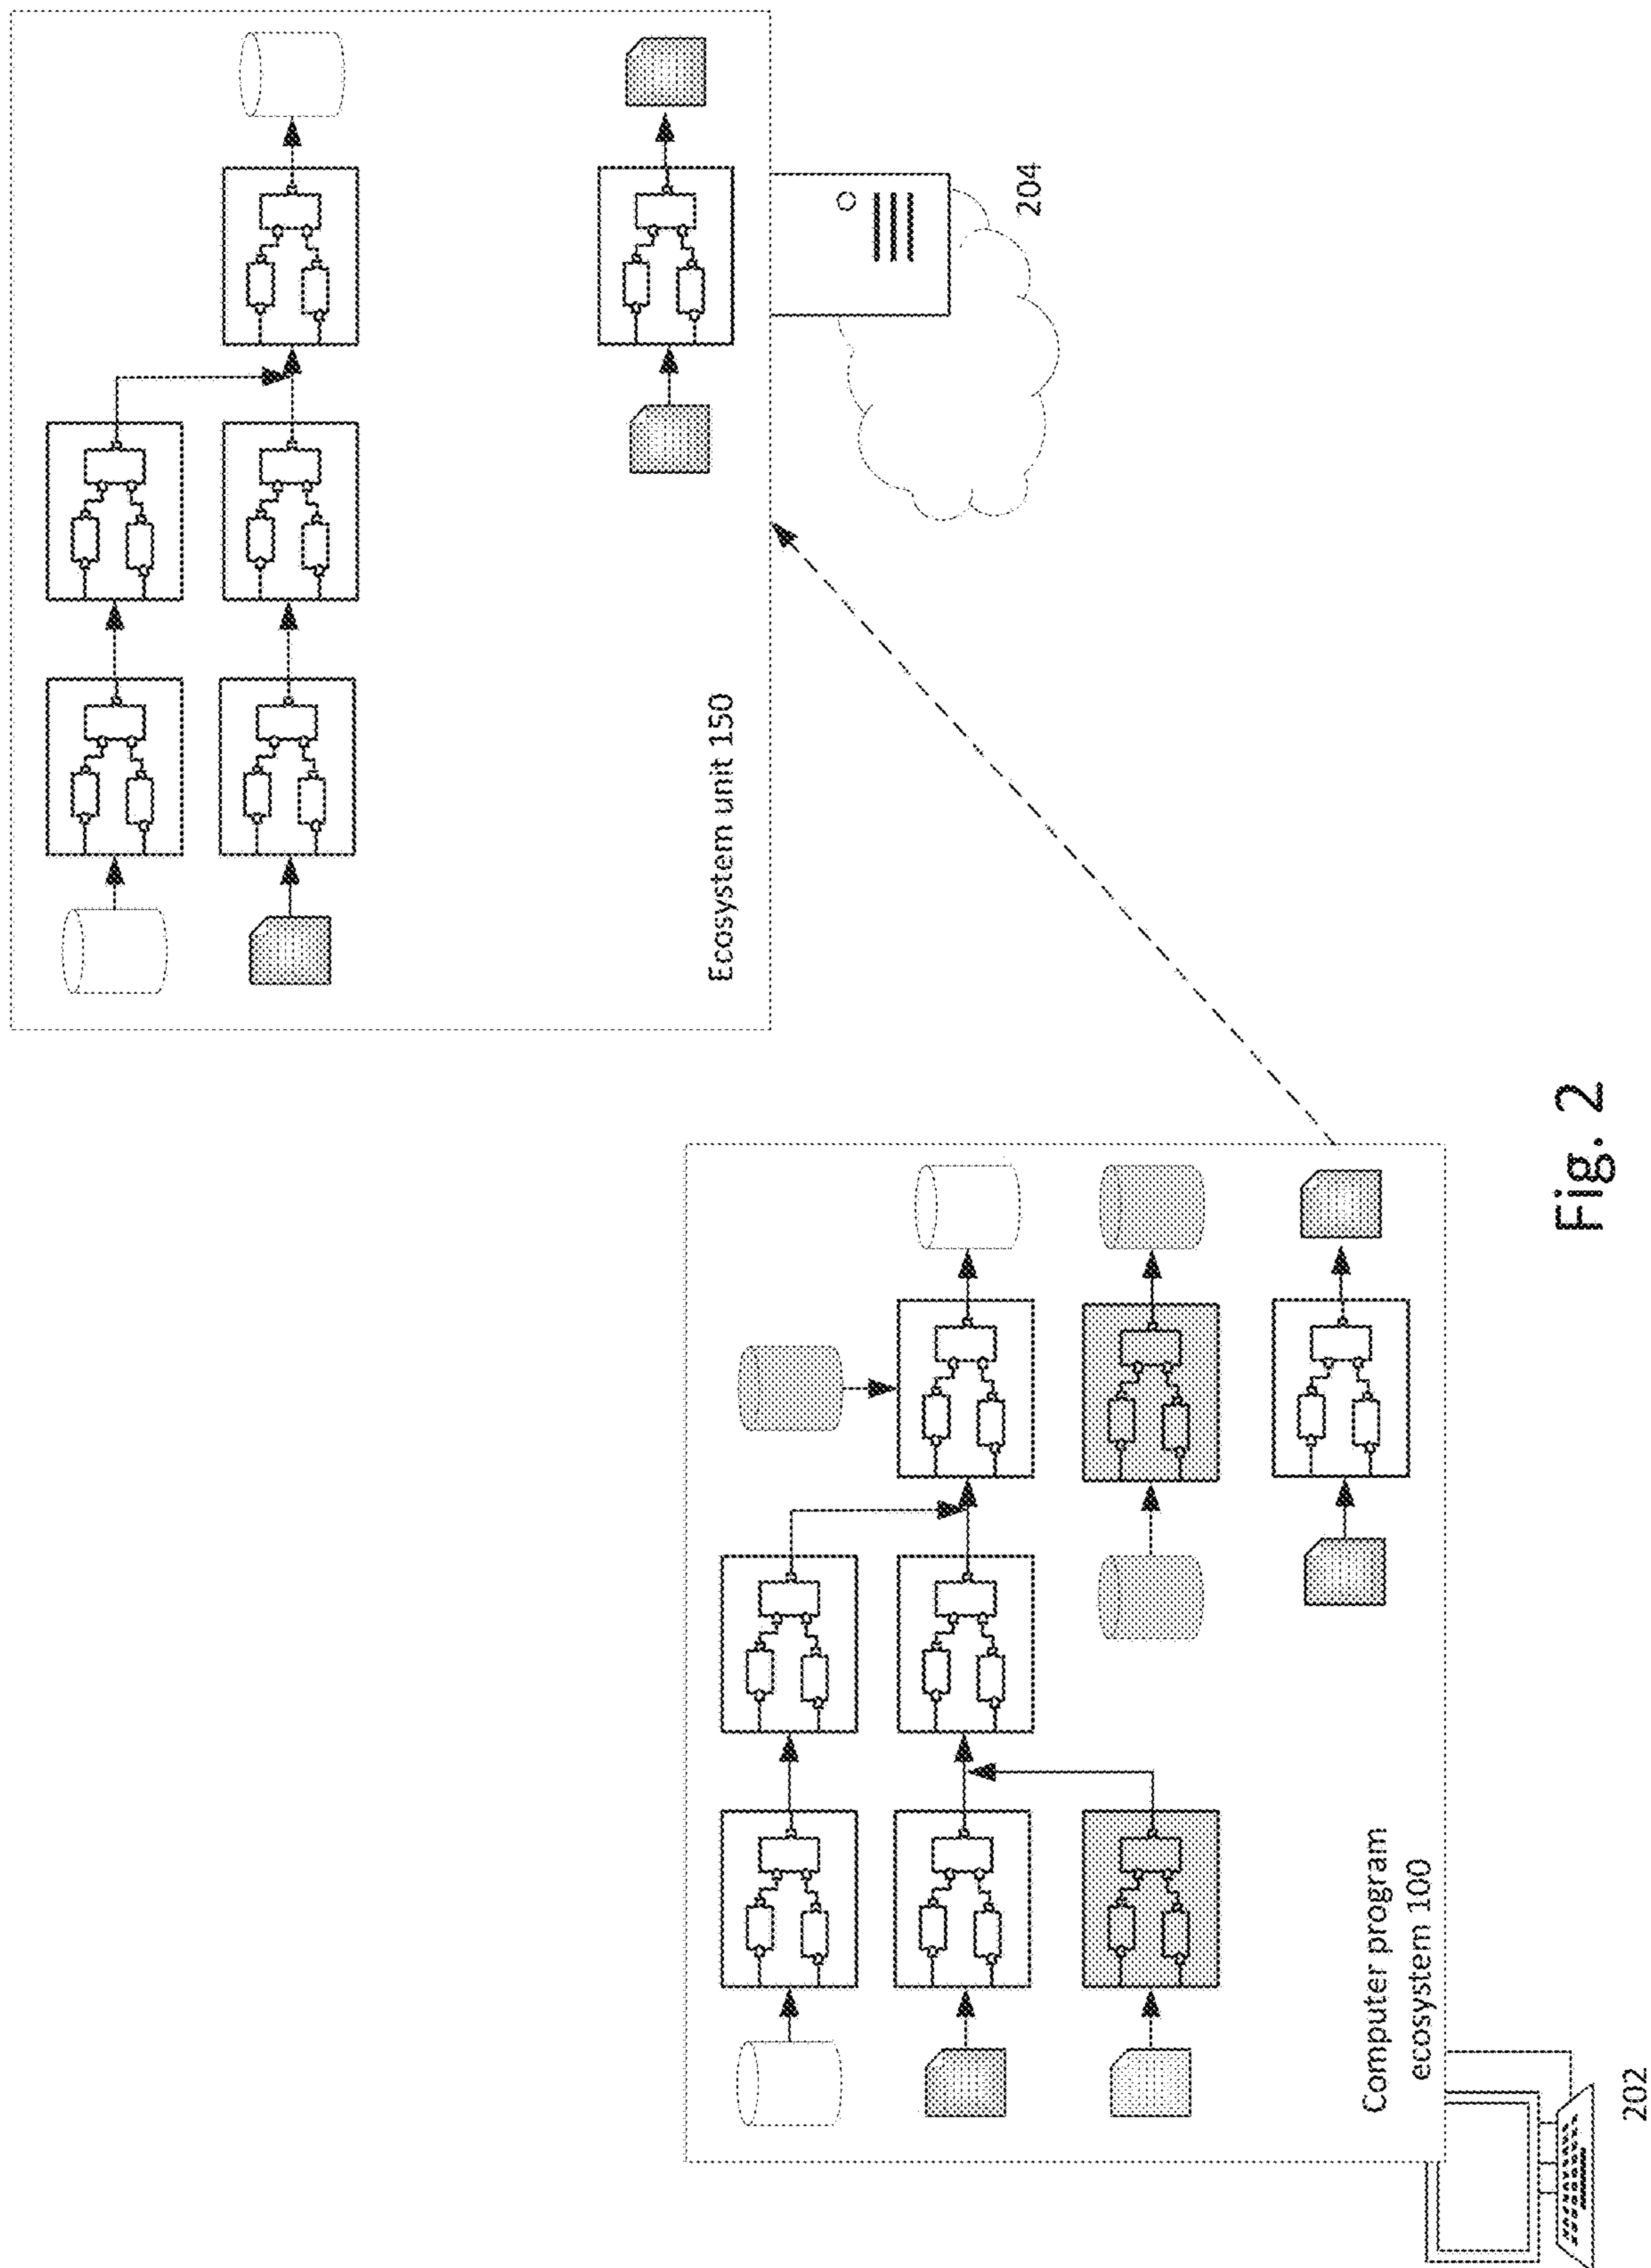 Ecosystem unit 150
204
Computer program
ecosystem 100
202
Fig. 2